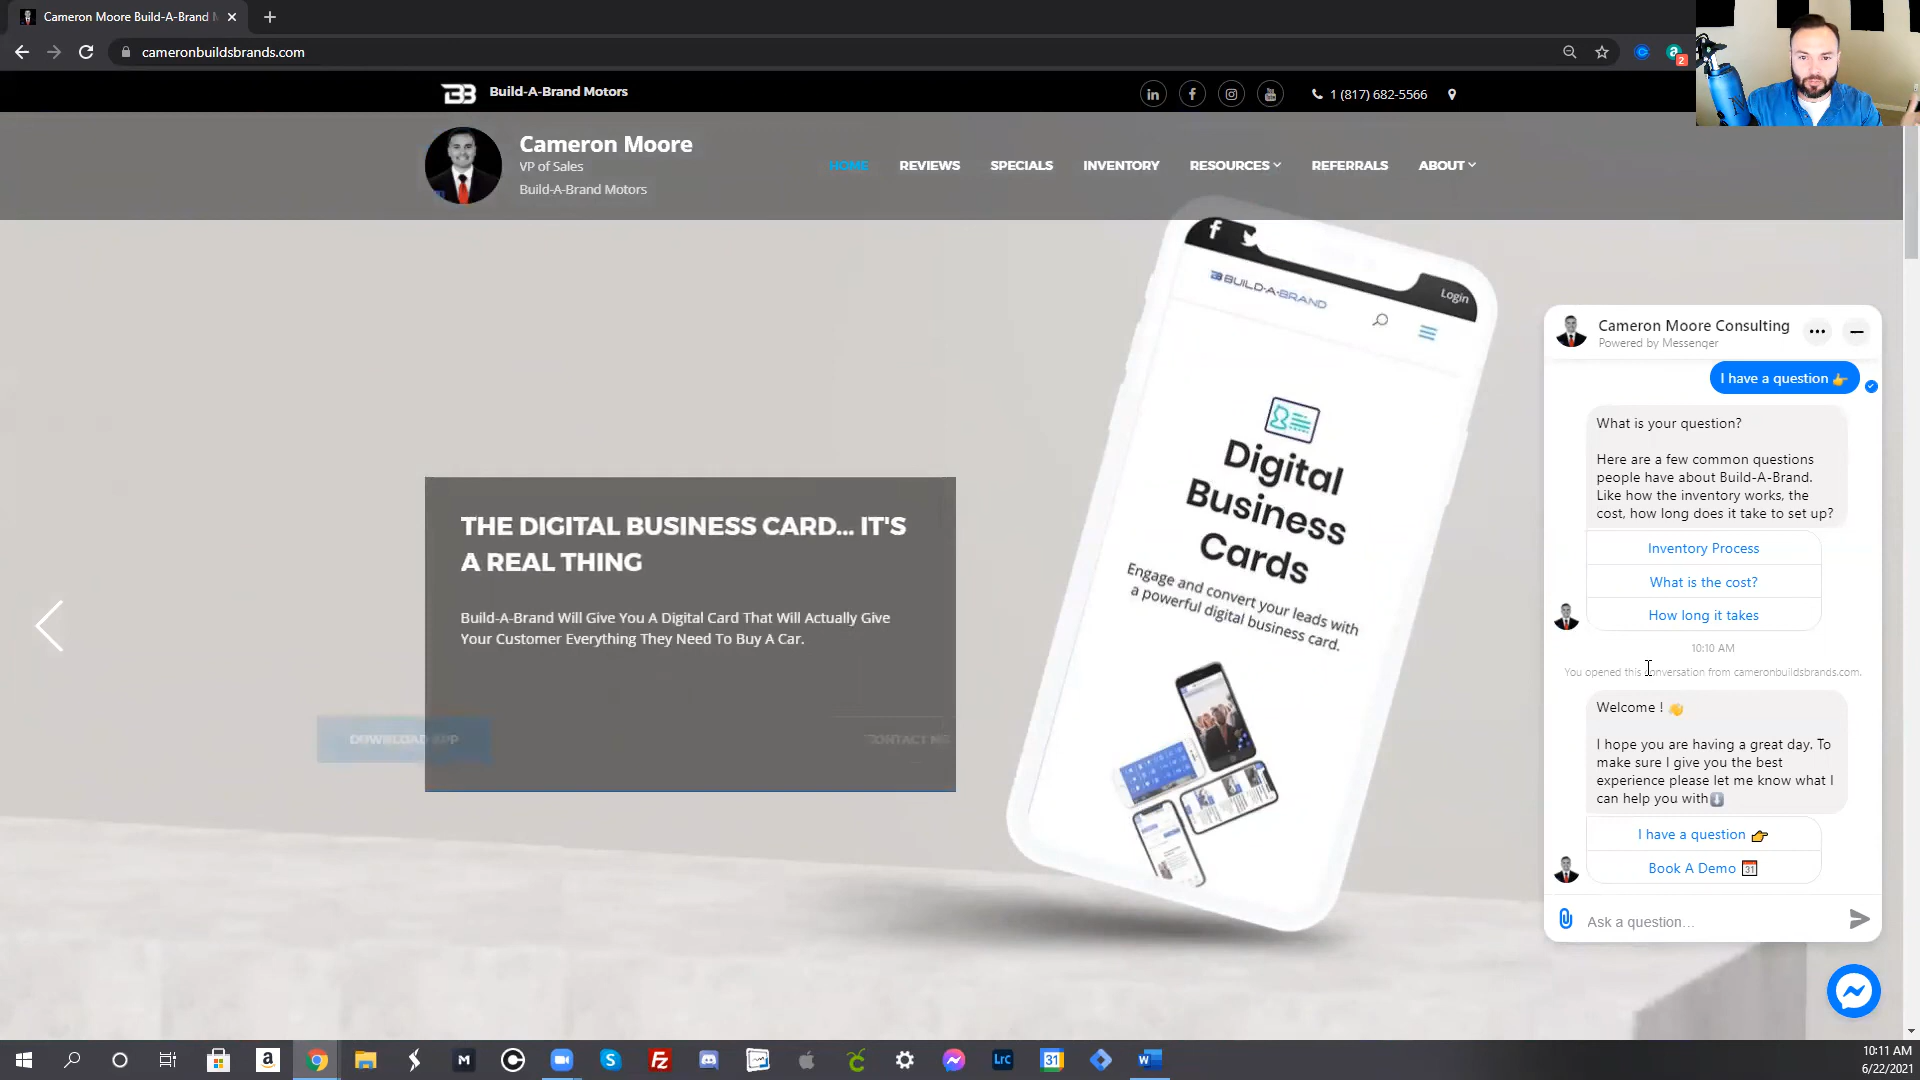 Cameron Moore Build-A-Brand M
cameronbuildsbrands.com
2
Build-A-Brand Motors
1 (817) 682-5566
Cameron Moore
VP of Sales
Build-A-Brand Motors
HOME
REVIEWS
SPECIALS
INVENTORY
RESOURCES
REFERRALS
ABOUT
Login
BUILD-A-BRAND
Digital
Business
Cards
Engage and convert your leads with
a powerful digital business card.
THE DIGITAL BUSINESS CARD... IT'S
A REAL THING
Build-A-Brand Will Give You A Digital Card That Will Actually Give
Your Customer Everything They Need To Buy A Car.
DOWNLOAD APP
CONTACT ME
Cameron Moore Consulting
Powered by Messenger
I have a question 👉
What is your question?
Here are a few common questions
people have about Build-A-Brand.
Like how the inventory works, the
cost, how long does it take to set up?
Inventory Process
What is the cost?
How long it takes
10:10 AM
You opened this conversation from cameronbuildsbrands.com.
Welcome ! 👋
I hope you are having a great day. To
make sure I give you the best
experience please let me know what I
can help you with⬇️
I have a question 👉
Book A Demo 📅
Ask a question...
Lrc
31
10:11 AM
6/22/2021